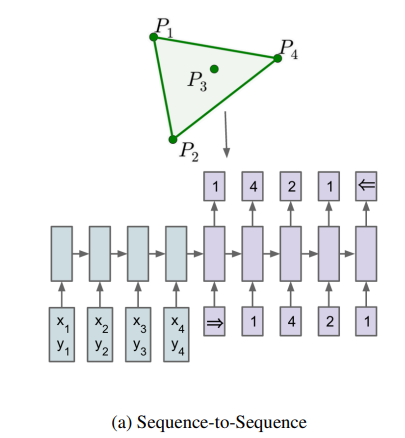 P₁
P₄
P₃
P₂
1 4 2 1 ⇐
x₁ x₂ x₃ x₄ ⇒ 1 4 2 1
y₁ y₂ y₃ y₄
(a) Sequence-to-Sequence